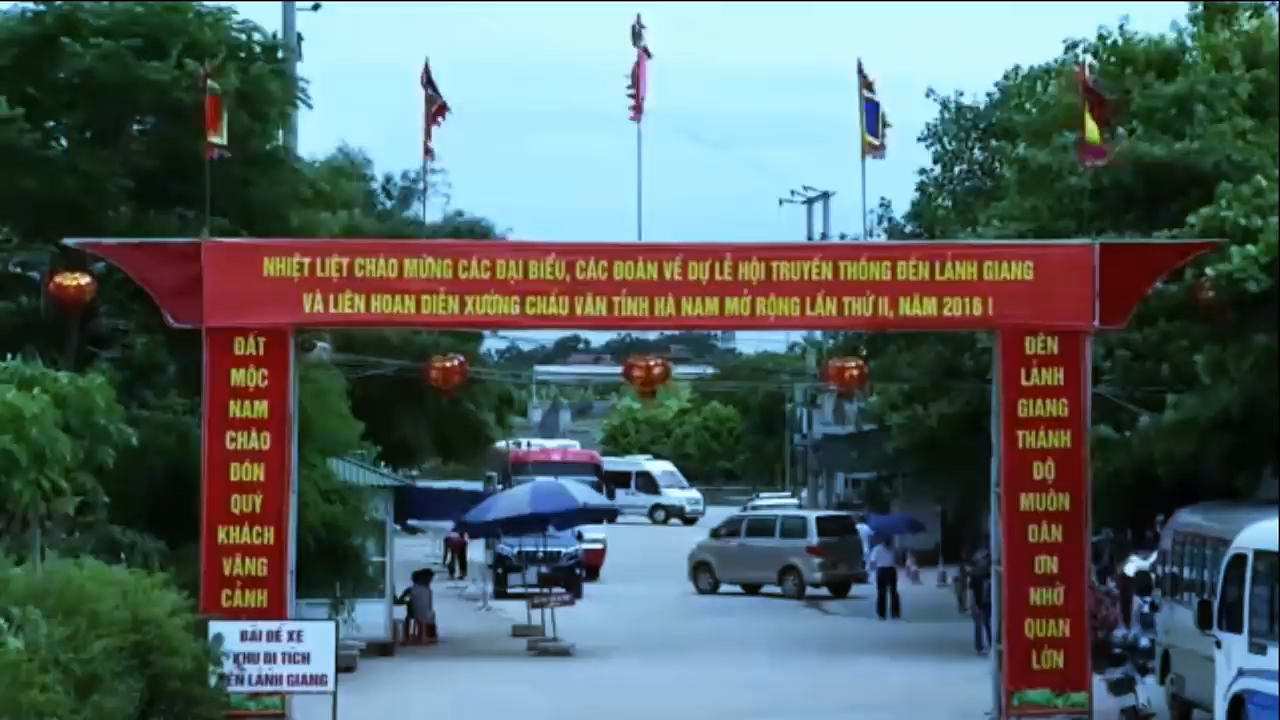 NHIỆT LIỆT CHÀO MỪNG CÁC ĐẠI BIỂU, CÁC ĐOÀN VỀ DỰ LỄ HỘI TRUYỀN THỐNG ĐỀN LẢNH GIANG
VÀ LIÊN HOAN DIỄN XƯỚNG CHẦU VĂN TỈNH HÀ NAM MỞ RỘNG LẦN THỨ II, NĂM 2016 !
ĐẤT
MỘC
NAM
CHÀO
ĐÓN
QUÝ
KHÁCH
VÃNG
CẢNH
ĐỀN
LẢNH
GIANG
THÁNH
ĐỘ
MUÔN
DÂN
ƠN
NHỜ
QUAN
LỚN
BÃI ĐỂ XE
KHU DI TÍCH
ĐỀN LẢNH GIANG